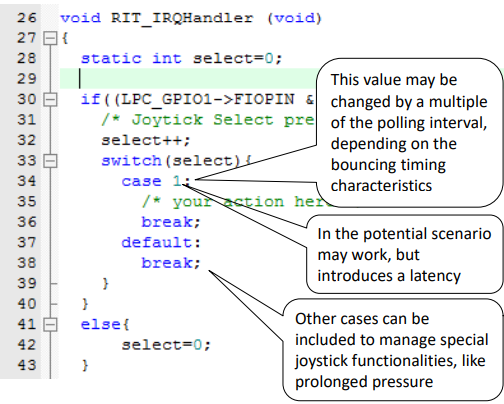 26 void RIT_IRQHandler (void)
27 {
28 static int select=0;
29
30 if((LPC_GPIO1->FIOPIN &
31 /* Joytick Select pre
32 select++;
33 switch(select){
34 case 1:
35 /* your action her
36 break;
37 default:
38 break;
39 }
40 }
41 else{
42 select=0;
43 }
This value may be
changed by a multiple
of the polling interval,
depending on the
bouncing timing
characteristics
In the potential scenario
may work, but
introduces a latency
Other cases can be
included to manage special
joystick functionalities, like
prolonged pressure